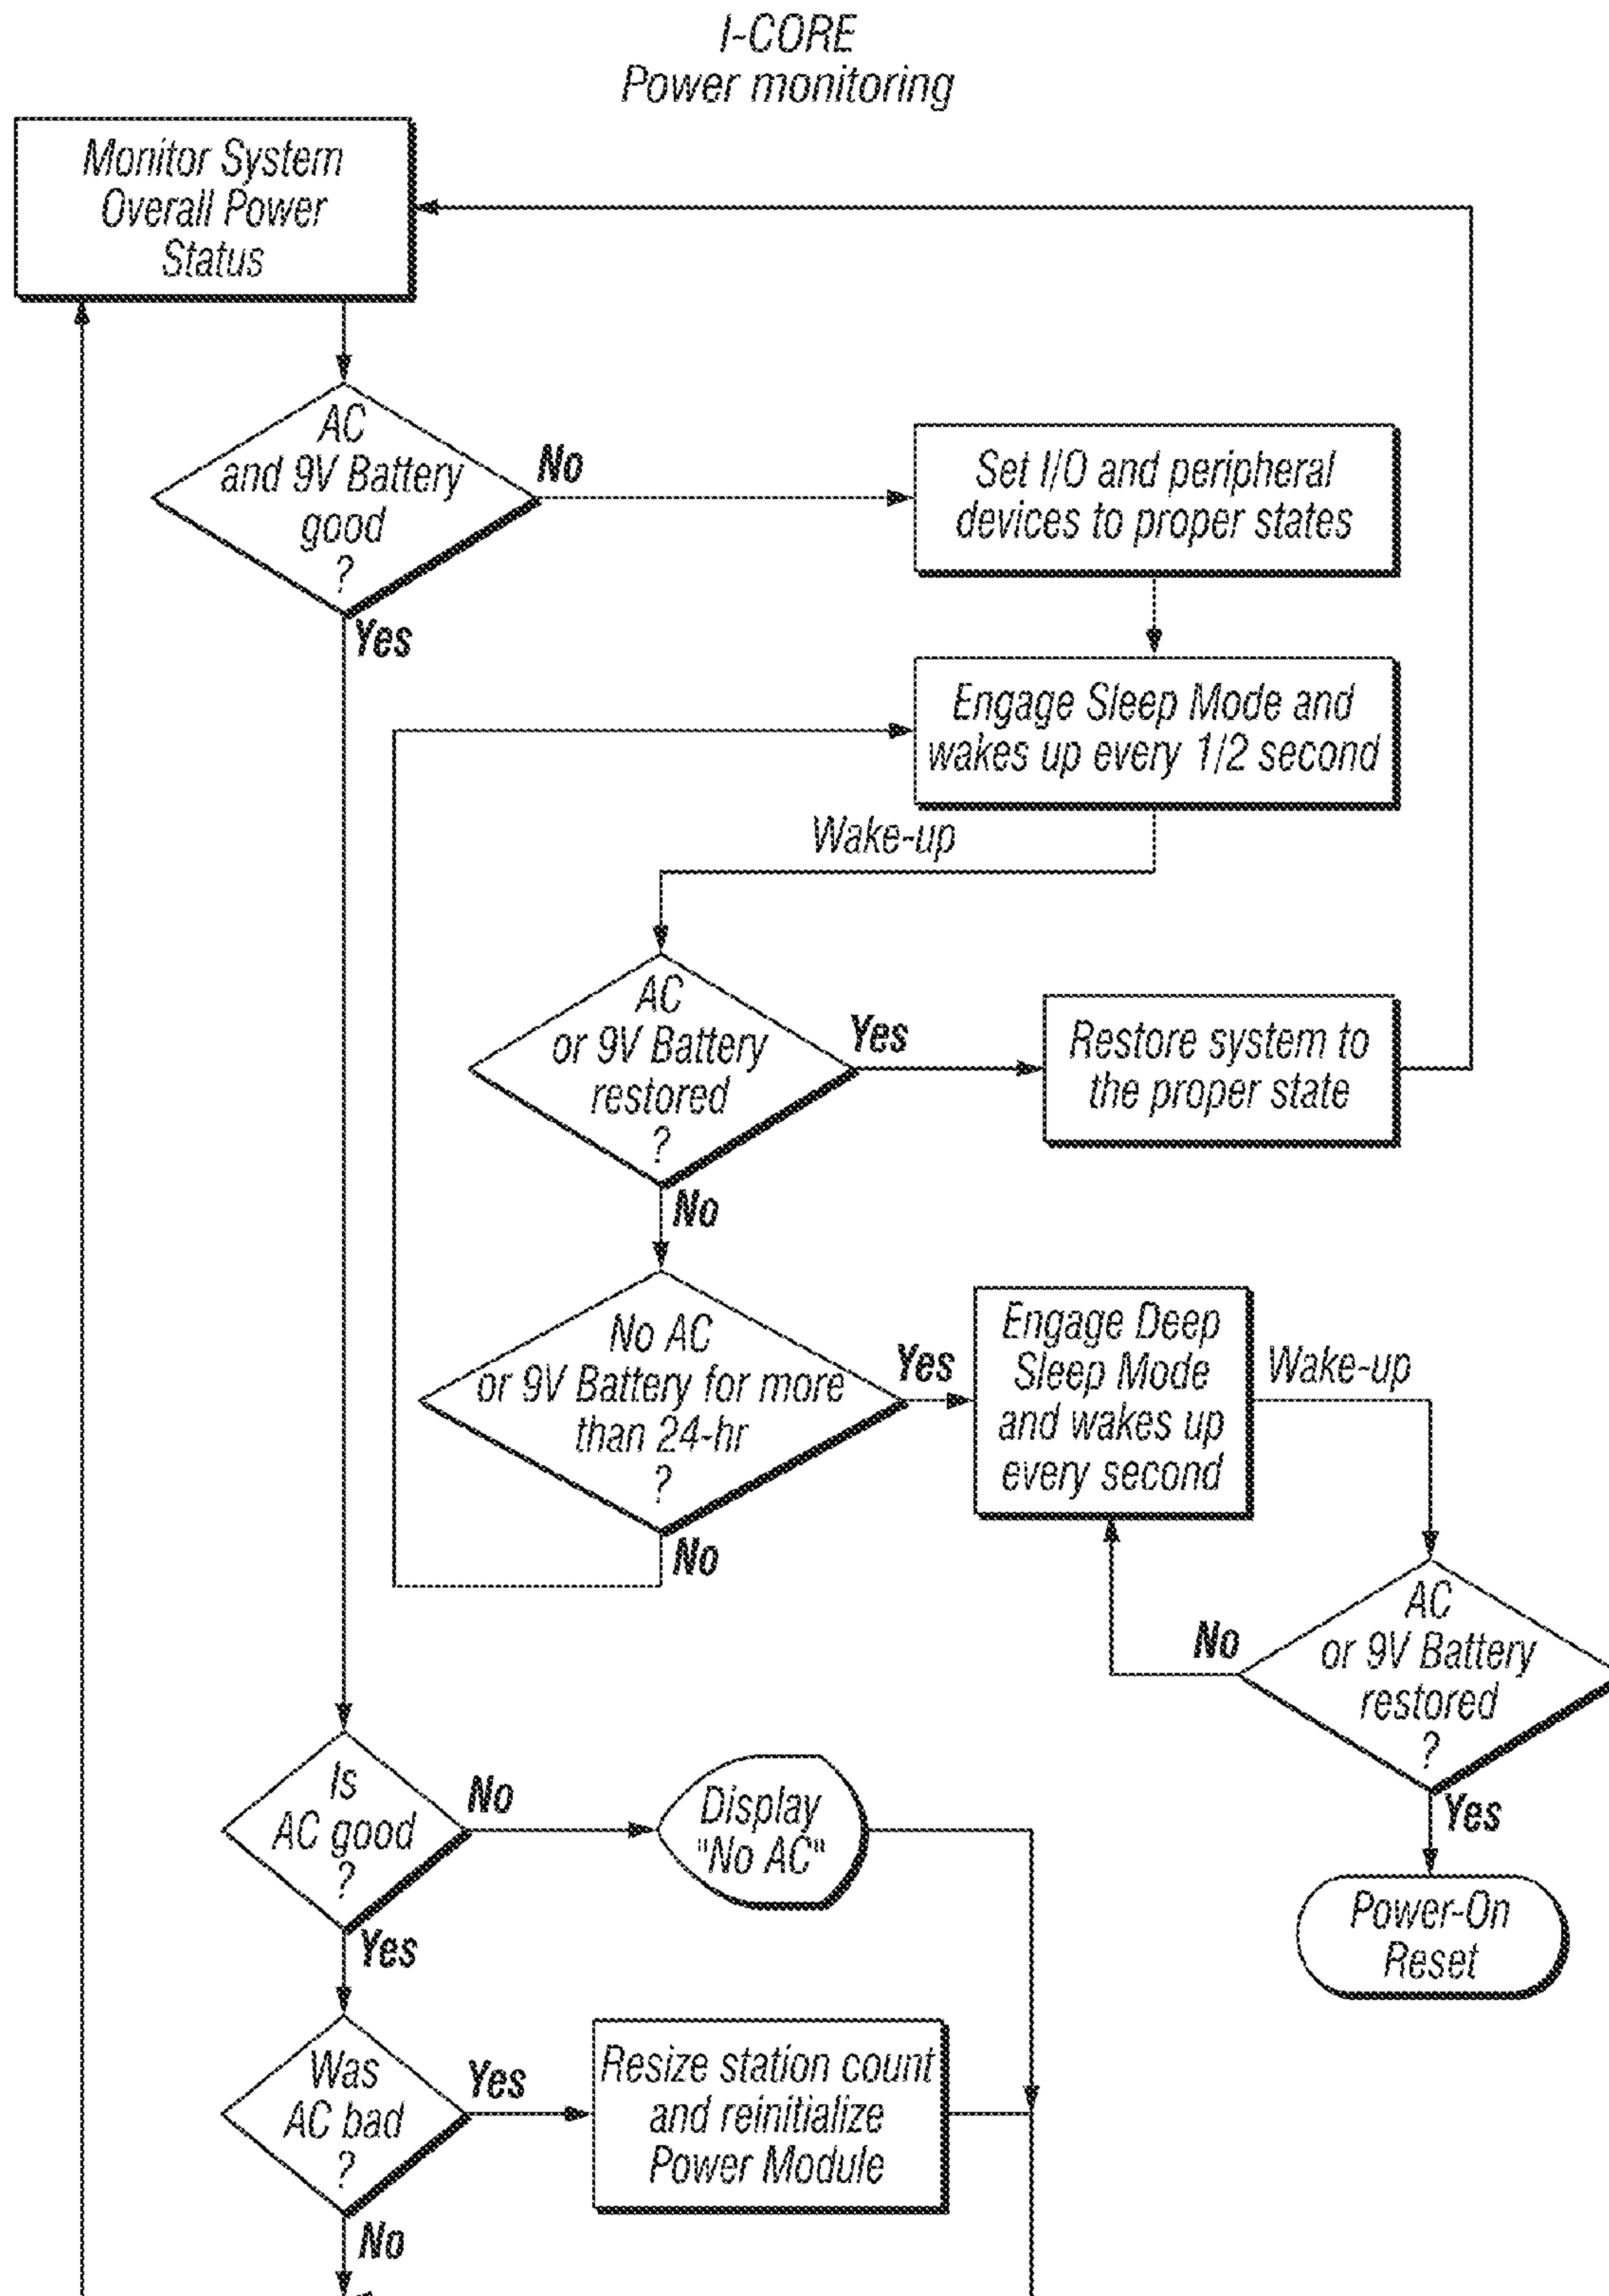 I-CORE
Power monitoring
Monitor System
Overall Power
Status
AC
and 9V Battery
good
?
No
Yes
Set I/O and peripheral
devices to proper states
Engage Sleep Mode and
wakes up every 1/2 second
Wake-up
AC
or 9V Battery
restored
?
Yes
No
Restore system to
the proper state
No AC
or 9V Battery for more
than 24-hr
?
Yes
No
Engage Deep
Sleep Mode
and wakes up
every second
Wake-up
AC
or 9V Battery
restored
?
No
Yes
Power-On
Reset
Is
AC good
?
No
Yes
Display
"No AC"
Was
AC bad
?
Yes
No
Resize station count
and reinitialize
Power Module